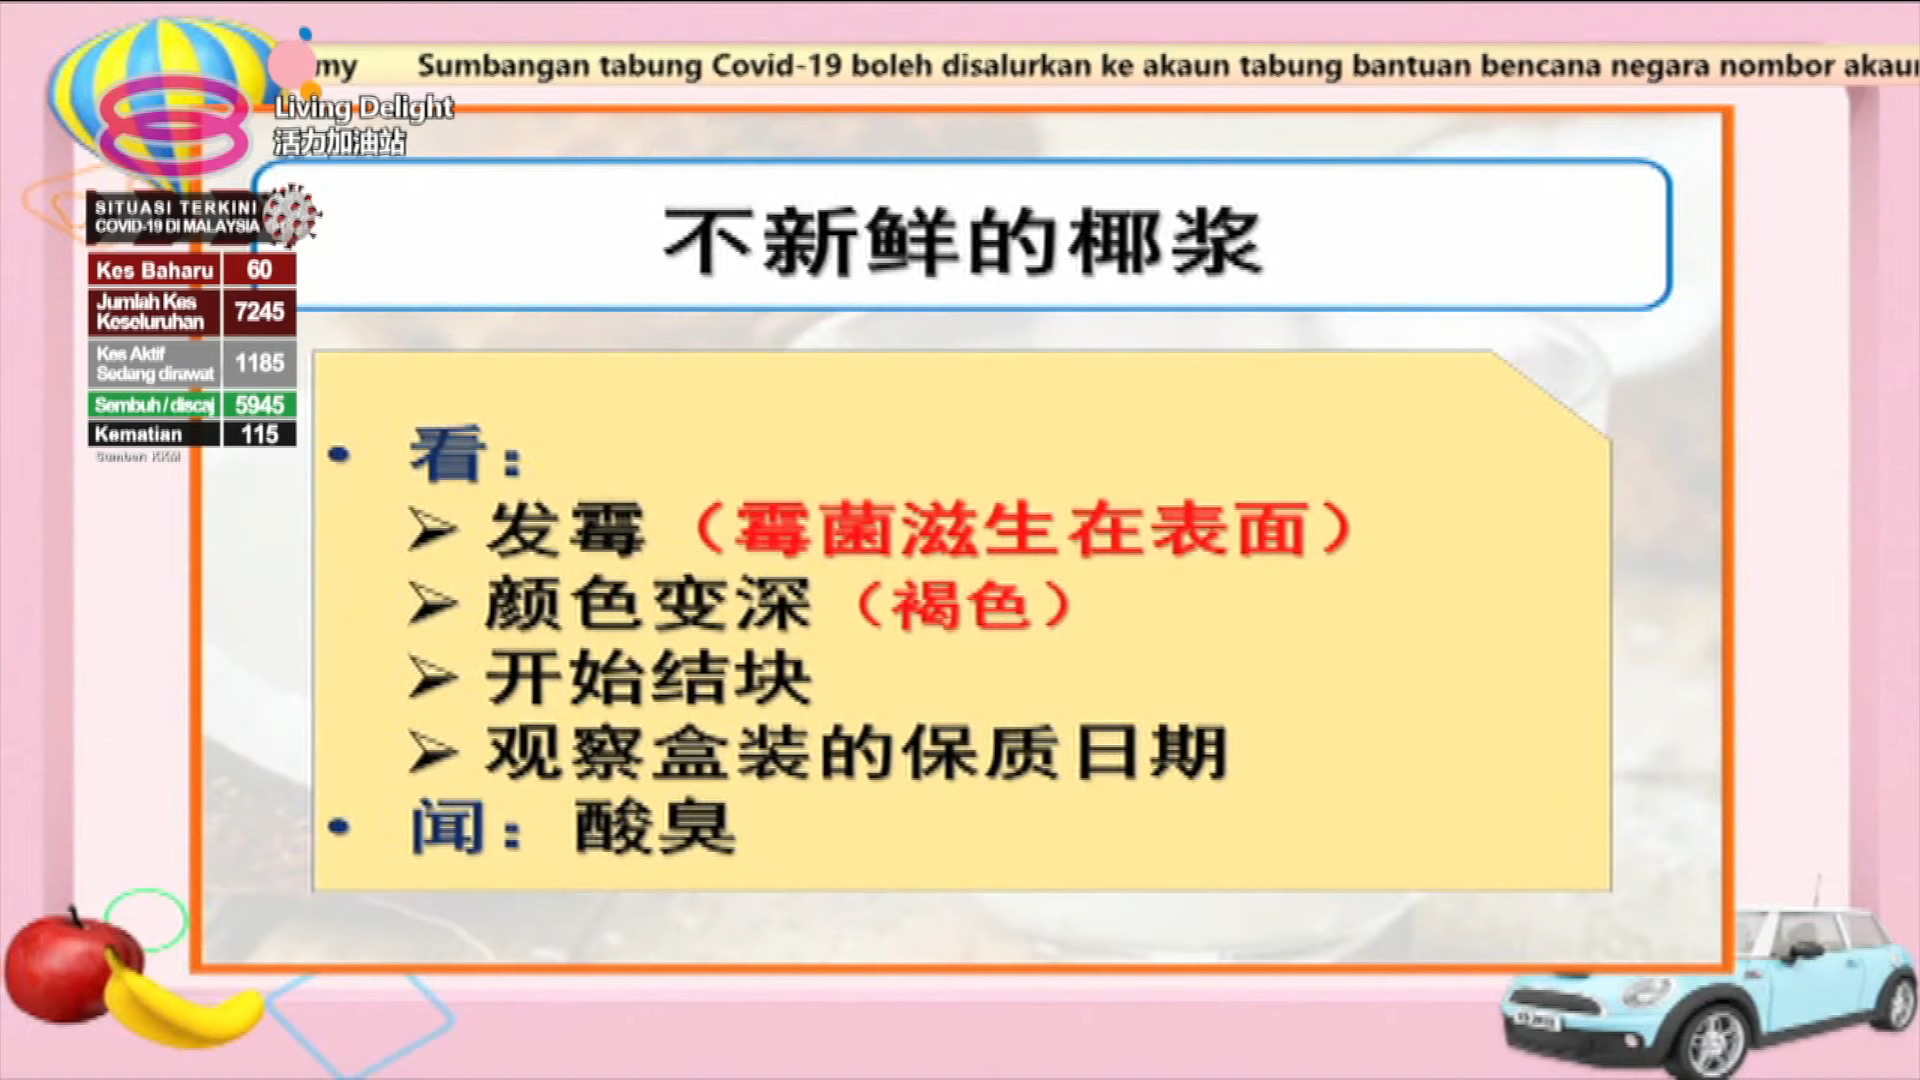 my Sumbangan tabung Covid-19 boleh disalurkan ke akaun tabung bantuan bencana negara nombor akau
Living Delight
活力加油站
SITUASI TERKINI
COVID-19 DI MALAYSIA
Kes Baharu 60
Jumlah Kes
Keseluruhan 7245
Kes Aktif
Sedang dirawat 1185
Sembuh / discaj 5945
Kematian 115
Sumber: KKM
不新鲜的椰浆
• 看：
➢ 发霉（霉菌滋生在表面）
➢ 颜色变深（褐色）
➢ 开始结块
➢ 观察盒装的保质日期
• 闻：酸臭